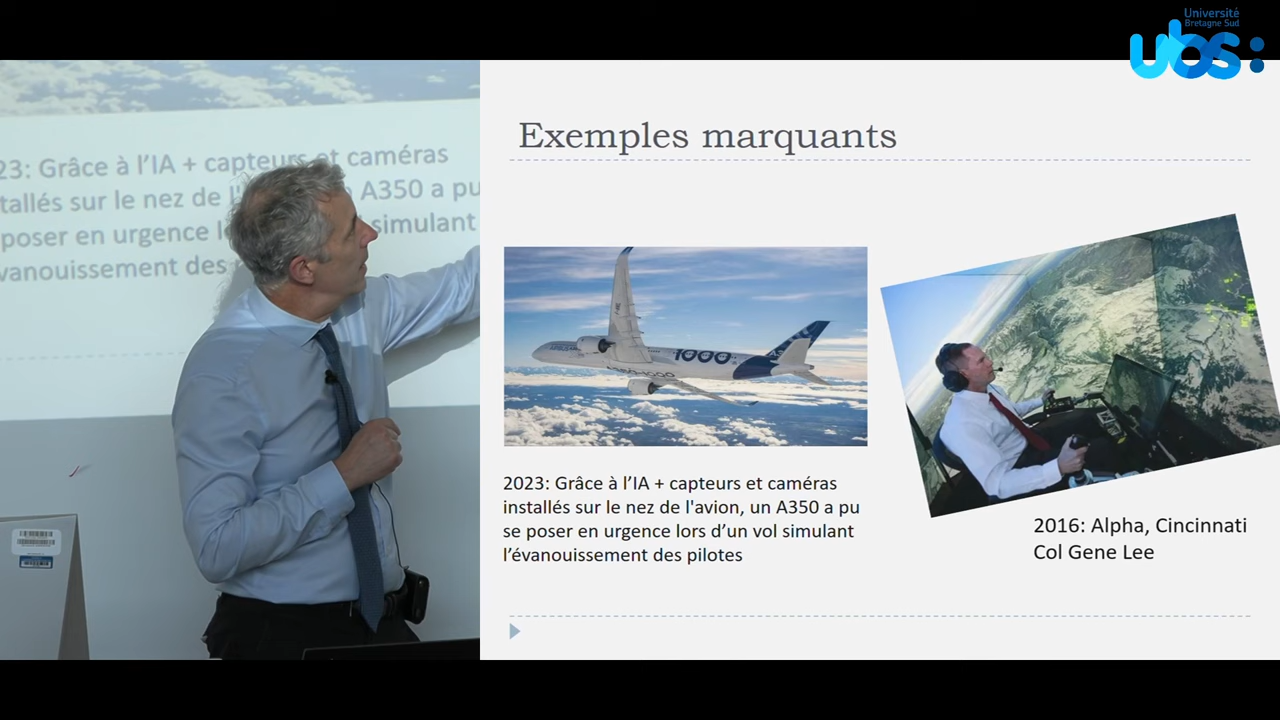 Université
Bretagne Sud
ubs:
23: Grâce à l'IA + capteurs et caméras
tallés sur le nez de l' A350 a pu
poser en urgence simulant
vanouissement des
Exemples marquants
1000
2023: Grâce à l'IA + capteurs et caméras
installés sur le nez de l'avion, un A350 a pu
se poser en urgence lors d’un vol simulant
l’évanouissement des pilotes
2016: Alpha, Cincinnati
Col Gene Lee